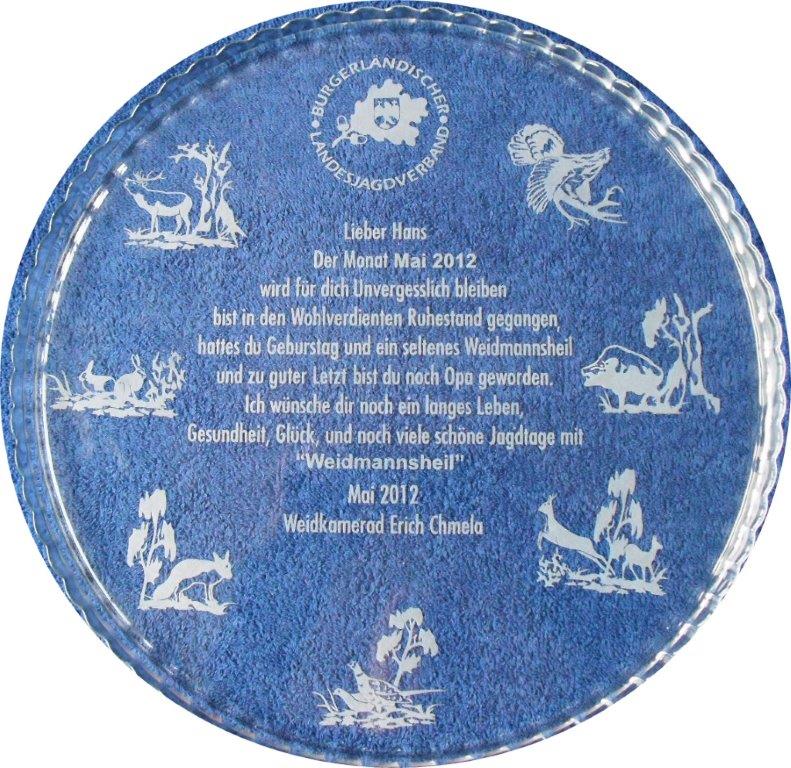 BURGERLÄNDISCHER
LANDESJAGDVERBAND
Lieber Hans
Der Monat Mai 2012
wird für dich Unvergesslich bleiben
bist in den Wohlverdienten Ruhestand gegangen,
hattes du Geburstag und ein seltenes Weidmannsheil
und zu guter Letzt bist du noch Opa geworden.
Ich wünsche dir noch ein langes Leben,
Gesundheit, Glück, und noch viele schöne Jagdtage mit
"Weidmannsheil"
Mai 2012
Weidkamerad Erich Chmela